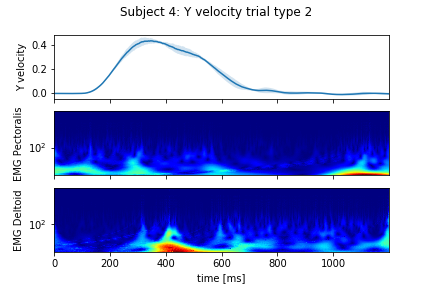 Subject 4: Y velocity trial type 2
Y velocity
0.4
0.2
0.0
EMG Pectoralis
10²
EMG Deltoid
10²
0 200 400 600 800 1000
time [ms]